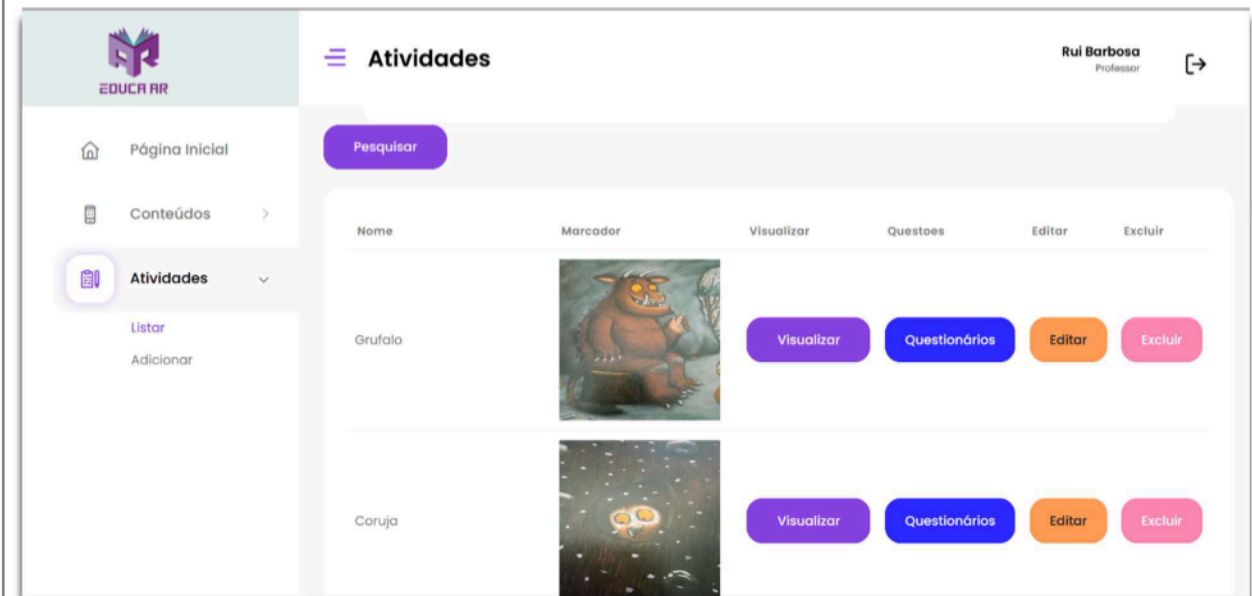 EDUCA AR
Atividades
Rui Barbosa
Professor
Página Inicial
Conteúdos
Atividades
Listar
Adicionar
Pesquisar
Nome Marcador Visualizar Questoes Editar Excluir
Grufalo Visualizar Questionários Editar Excluir
Coruja Visualizar Questionários Editar Excluir